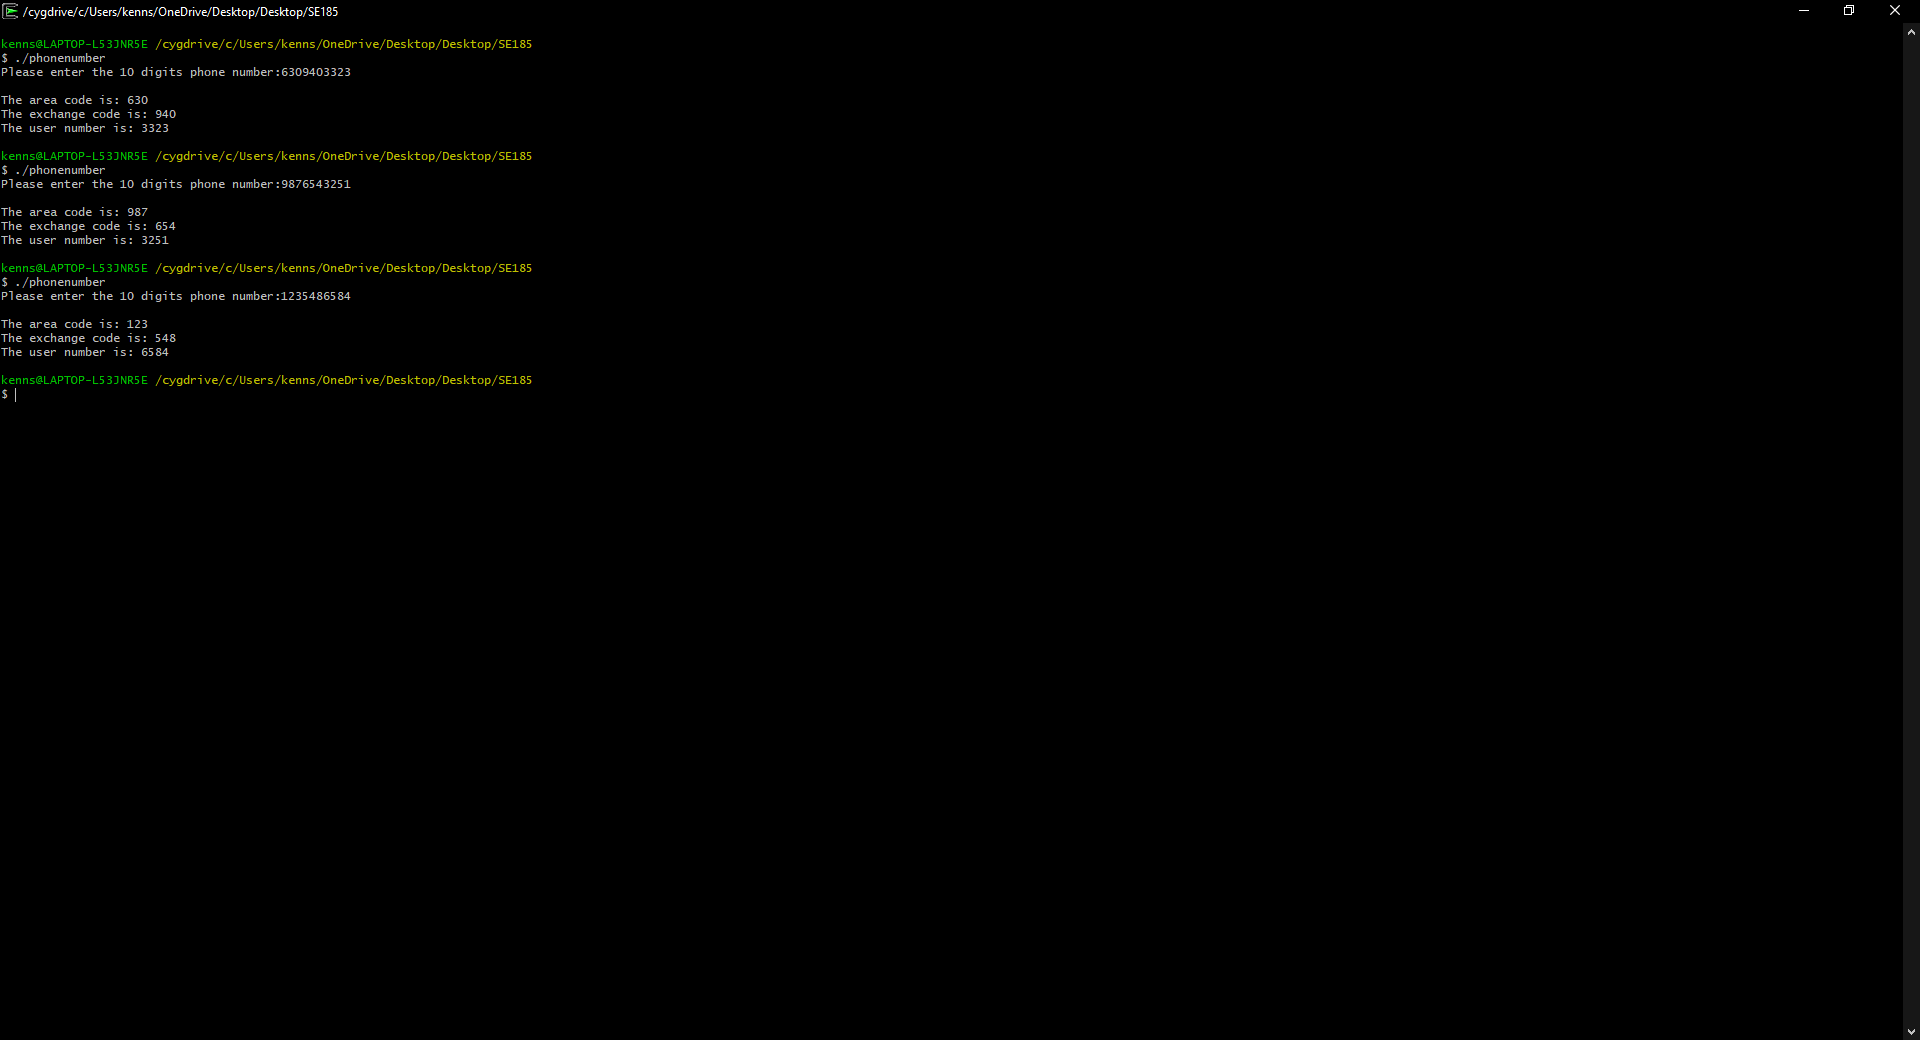 /cygdrive/c/Users/kenns/OneDrive/Desktop/Desktop/SE185
kenns@LAPTOP-L53JNR5E /cygdrive/c/Users/kenns/OneDrive/Desktop/Desktop/SE185
$ ./phonenumber
Please enter the 10 digits phone number:6309403323
The area code is: 630
The exchange code is: 940
The user number is: 3323
kenns@LAPTOP-L53JNR5E /cygdrive/c/Users/kenns/OneDrive/Desktop/Desktop/SE185
$ ./phonenumber
Please enter the 10 digits phone number:9876543251
The area code is: 987
The exchange code is: 654
The user number is: 3251
kenns@LAPTOP-L53JNR5E /cygdrive/c/Users/kenns/OneDrive/Desktop/Desktop/SE185
$ ./phonenumber
Please enter the 10 digits phone number:1235486584
The area code is: 123
The exchange code is: 548
The user number is: 6584
kenns@LAPTOP-L53JNR5E /cygdrive/c/Users/kenns/OneDrive/Desktop/Desktop/SE185
$